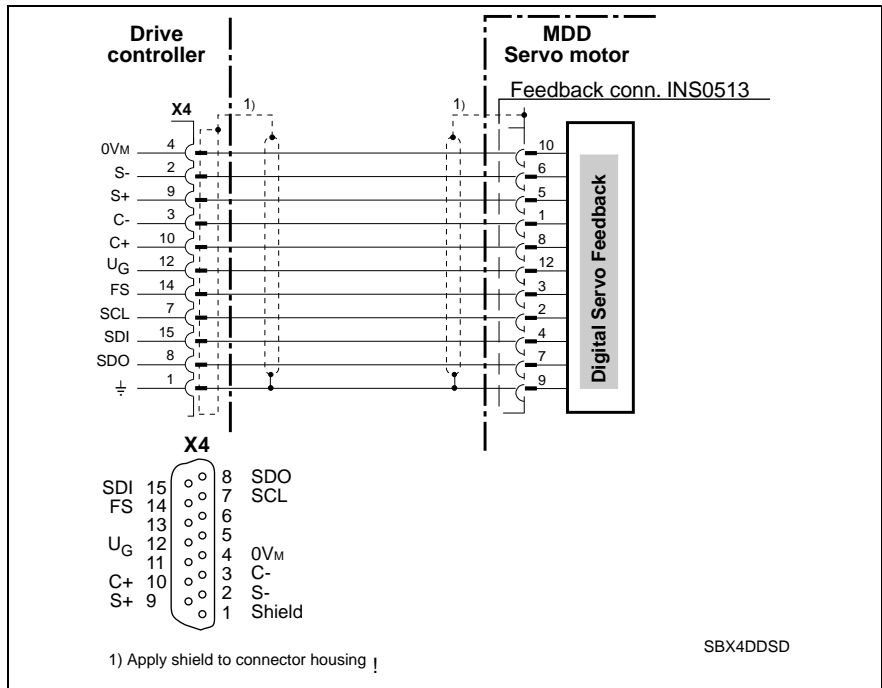 Drive
controller
MDD
Servo motor
Feedback conn. INS0513
X4
1)
1)
0VM 4 10
S- 2 6
S+ 9 5
C- 3 1
C+ 10 8
UG 12 12
FS 14 3
SCL 7 2
SDI 15 4
SDO 8 7
1 9
Digital Servo Feedback
X4
8 SDO
SDI 15
7 SCL
FS 14
6
13
5
UG 12
4 0VM
11
3 C-
C+ 10
2 S-
S+ 9
1 Shield
1) Apply shield to connector housing !
SBX4DDSD